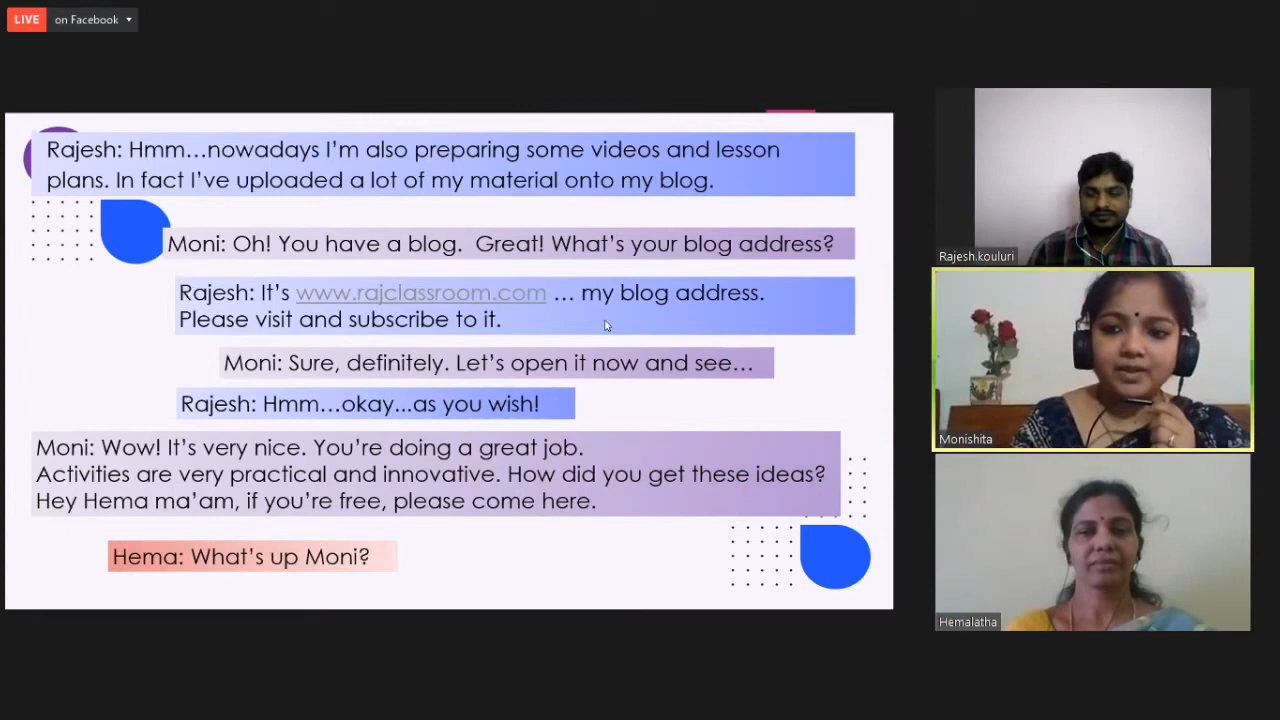 LIVE on Facebook
Rajesh: Hmm…nowadays I’m also preparing some videos and lesson
plans. In fact I’ve uploaded a lot of my material onto my blog.
Moni: Oh! You have a blog.  Great! What’s your blog address?
Rajesh: It’s www.rajclassroom.com … my blog address.
Please visit and subscribe to it.
Moni: Sure, definitely. Let’s open it now and see…
Rajesh: Hmm…okay...as you wish!
Moni: Wow! It’s very nice. You’re doing a great job.
Activities are very practical and innovative. How did you get these ideas?
Hey Hema ma’am, if you’re free, please come here.
Hema: What’s up Moni?
Rajesh.kouluri
Monishita
Hemalatha